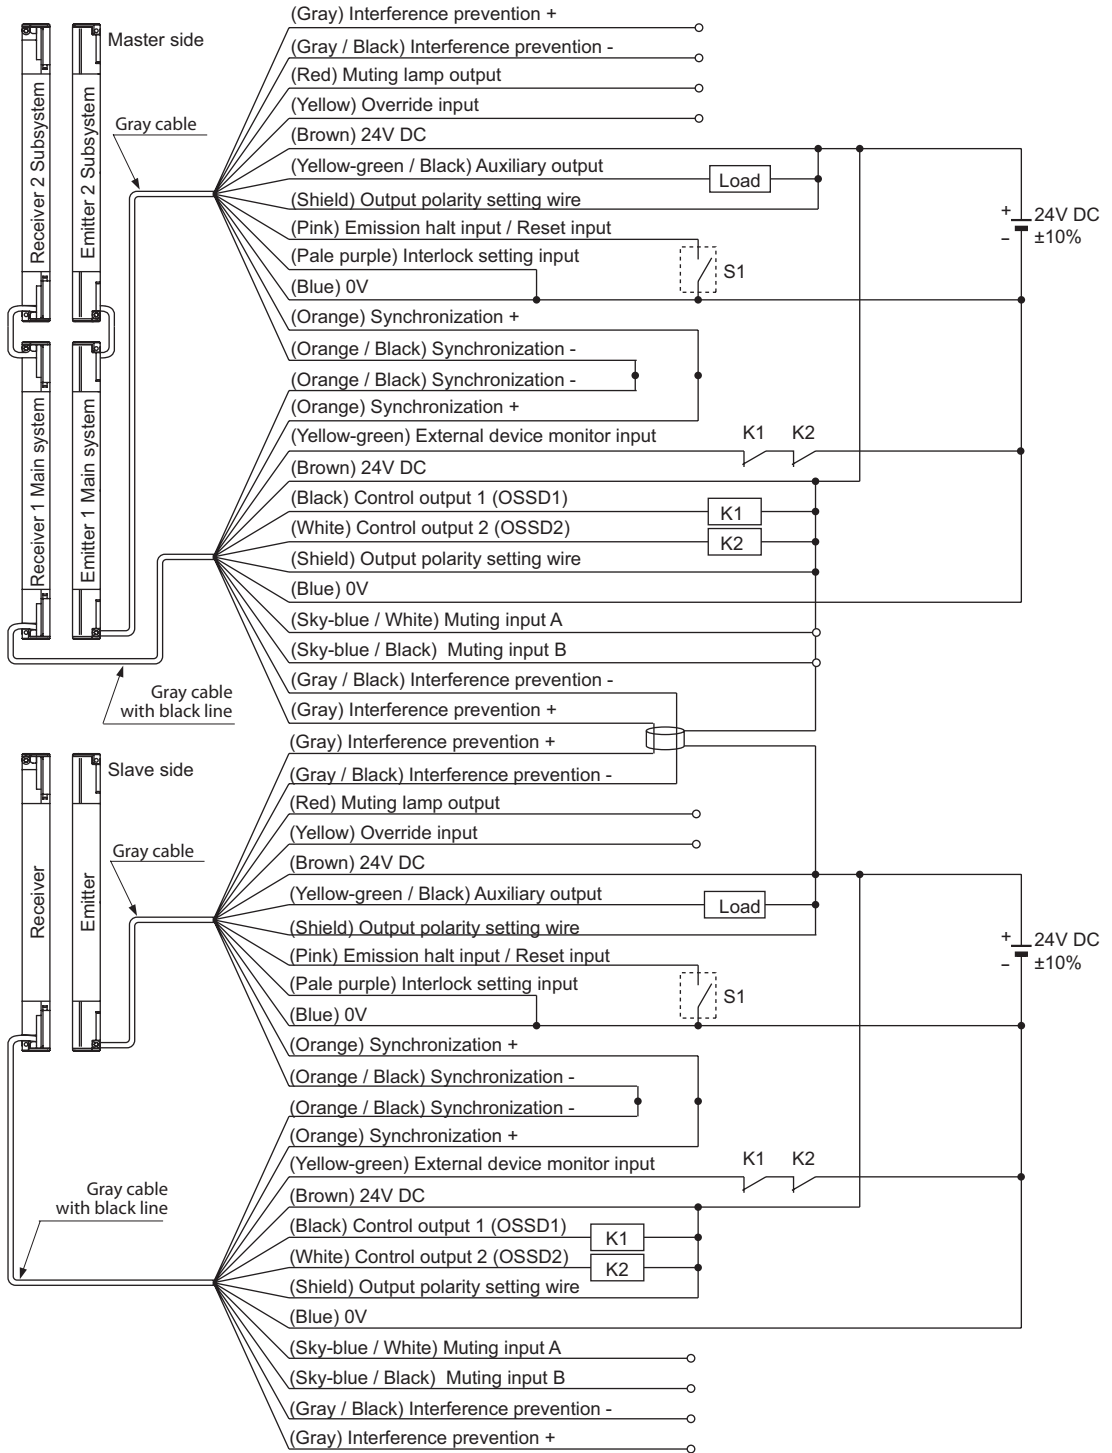 Master side
Receiver 2 Subsystem
Emitter 2 Subsystem
Receiver 1 Main system
Emitter 1 Main system
Gray cable
(Gray) Interference prevention +
(Gray / Black) Interference prevention -
(Red) Muting lamp output
(Yellow) Override input
(Brown) 24V DC
(Yellow-green / Black) Auxiliary output
Load
(Shield) Output polarity setting wire
(Pink) Emission halt input / Reset input
(Pale purple) Interlock setting input
S1
(Blue) 0V
+
24V DC
–
±10%
(Orange) Synchronization +
(Orange / Black) Synchronization -
(Orange / Black) Synchronization -
(Orange) Synchronization +
(Yellow-green) External device monitor input
K1
K2
(Brown) 24V DC
(Black) Control output 1 (OSSD1)
K1
(White) Control output 2 (OSSD2)
K2
(Shield) Output polarity setting wire
(Blue) 0V
(Sky-blue / White) Muting input A
(Sky-blue / Black) Muting input B
(Gray / Black) Interference prevention -
(Gray) Interference prevention +
Gray cable
with black line
Slave side
Receiver
Emitter
Gray cable
(Gray) Interference prevention +
(Gray / Black) Interference prevention -
(Red) Muting lamp output
(Yellow) Override input
(Brown) 24V DC
(Yellow-green / Black) Auxiliary output
Load
(Shield) Output polarity setting wire
(Pink) Emission halt input / Reset input
(Pale purple) Interlock setting input
S1
(Blue) 0V
+
24V DC
–
±10%
(Orange) Synchronization +
(Orange / Black) Synchronization -
(Orange / Black) Synchronization -
(Orange) Synchronization +
(Yellow-green) External device monitor input
K1
K2
(Brown) 24V DC
(Black) Control output 1 (OSSD1)
K1
(White) Control output 2 (OSSD2)
K2
(Shield) Output polarity setting wire
(Blue) 0V
(Sky-blue / White) Muting input A
(Sky-blue / Black) Muting input B
(Gray / Black) Interference prevention -
(Gray) Interference prevention +
Gray cable
with black line